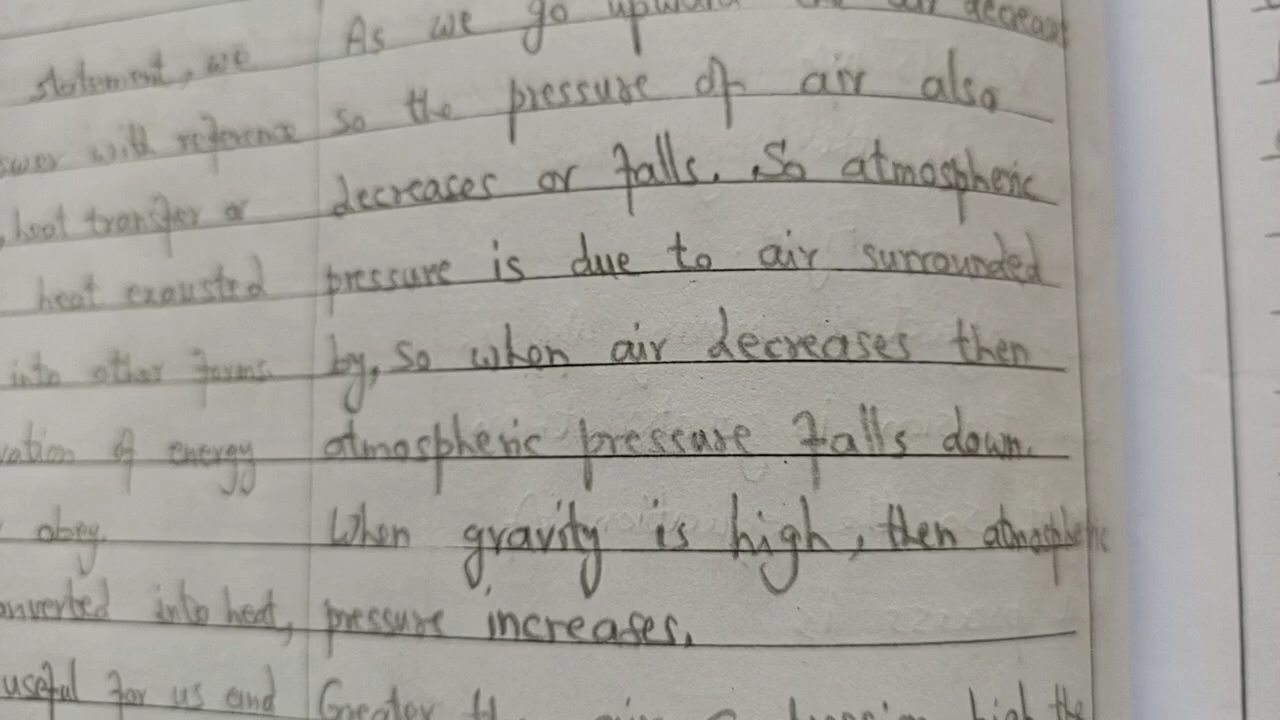 statement, we
with reference
heat transfer or
heat exausted
into other forms.
of energy
obey.
into heat,
useful for us and
As we go upward the air
so the pressure of air also
decreases or falls. So atmospheric
pressure is due to air surrounded
by, so when air decreases then
atmospheric pressure falls down.
When gravity is high, then atmospheric
pressure increases.
Greater